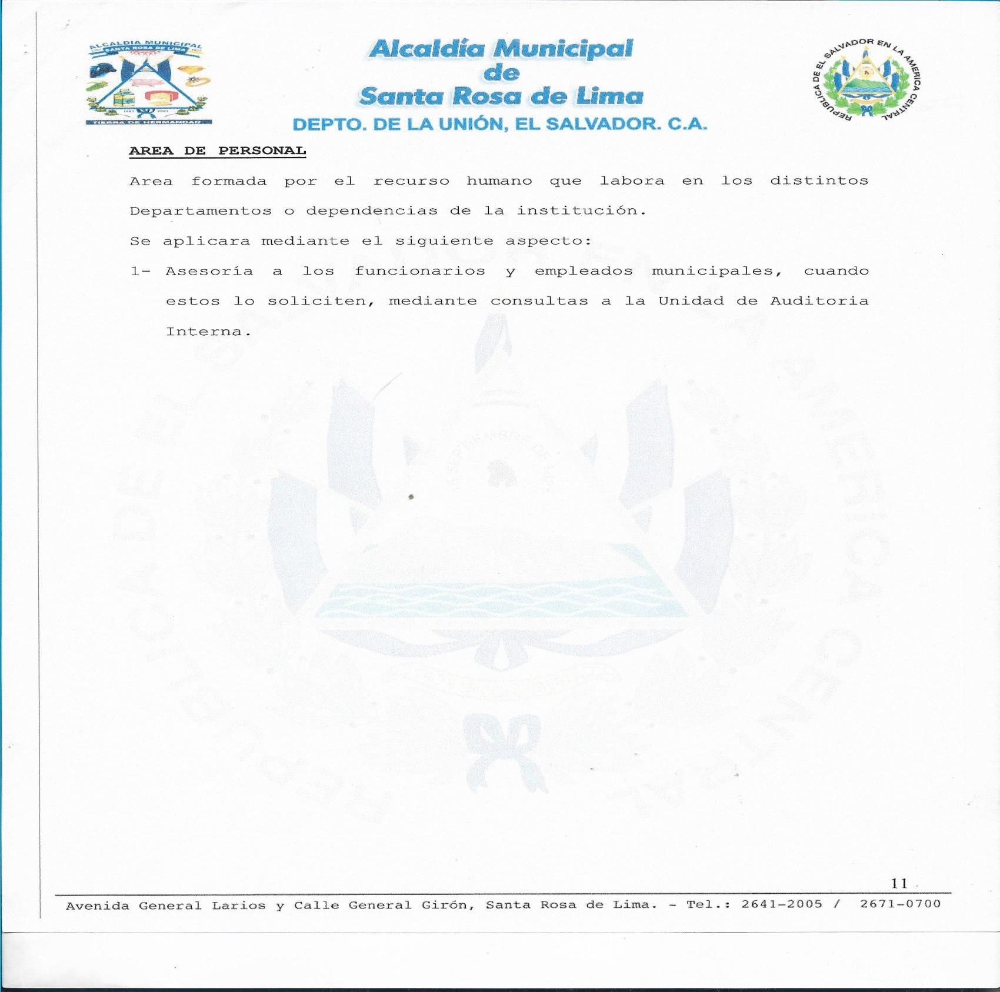 ALCALDIA MUNICIPAL
SANTA ROSA DE LIMA
TIERRA DE HERMANDAD
Alcaldía Municipal
de
Santa Rosa de Lima
DEPTO. DE LA UNIÓN, EL SALVADOR. C.A.
REPUBLICA DE EL SALVADOR EN LA AMERICA CENTRAL
AREA DE PERSONAL
Area formada por el recurso humano que labora en los distintos
Departamentos o dependencias de la institución.
Se aplicara mediante el siguiente aspecto:
1- Asesoría a los funcionarios y empleados municipales, cuando
estos lo soliciten, mediante consultas a la Unidad de Auditoria
Interna.
11
Avenida General Larios y Calle General Girón, Santa Rosa de Lima. - Tel.: 2641-2005 / 2671-0700